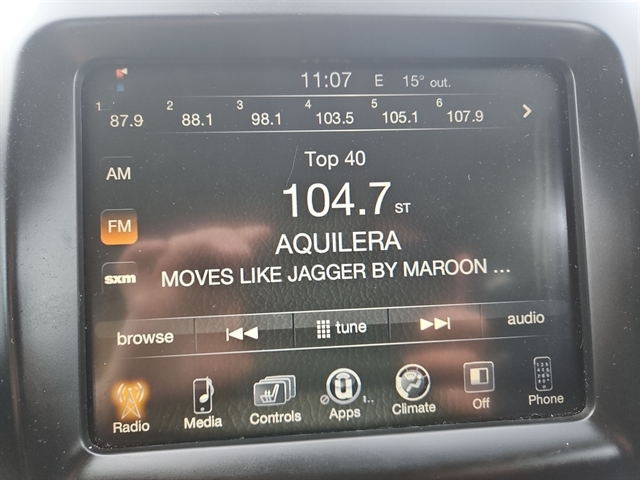 11:07 E 15° out.
1 87.9 2 88.1 3 98.1 4 103.5 5 105.1 6 107.9
AM
Top 40
FM
104.7 ST
AQUILERA
sxm
MOVES LIKE JAGGER BY MAROON ...
browse tune audio
Radio Media Controls Apps Climate Off Phone